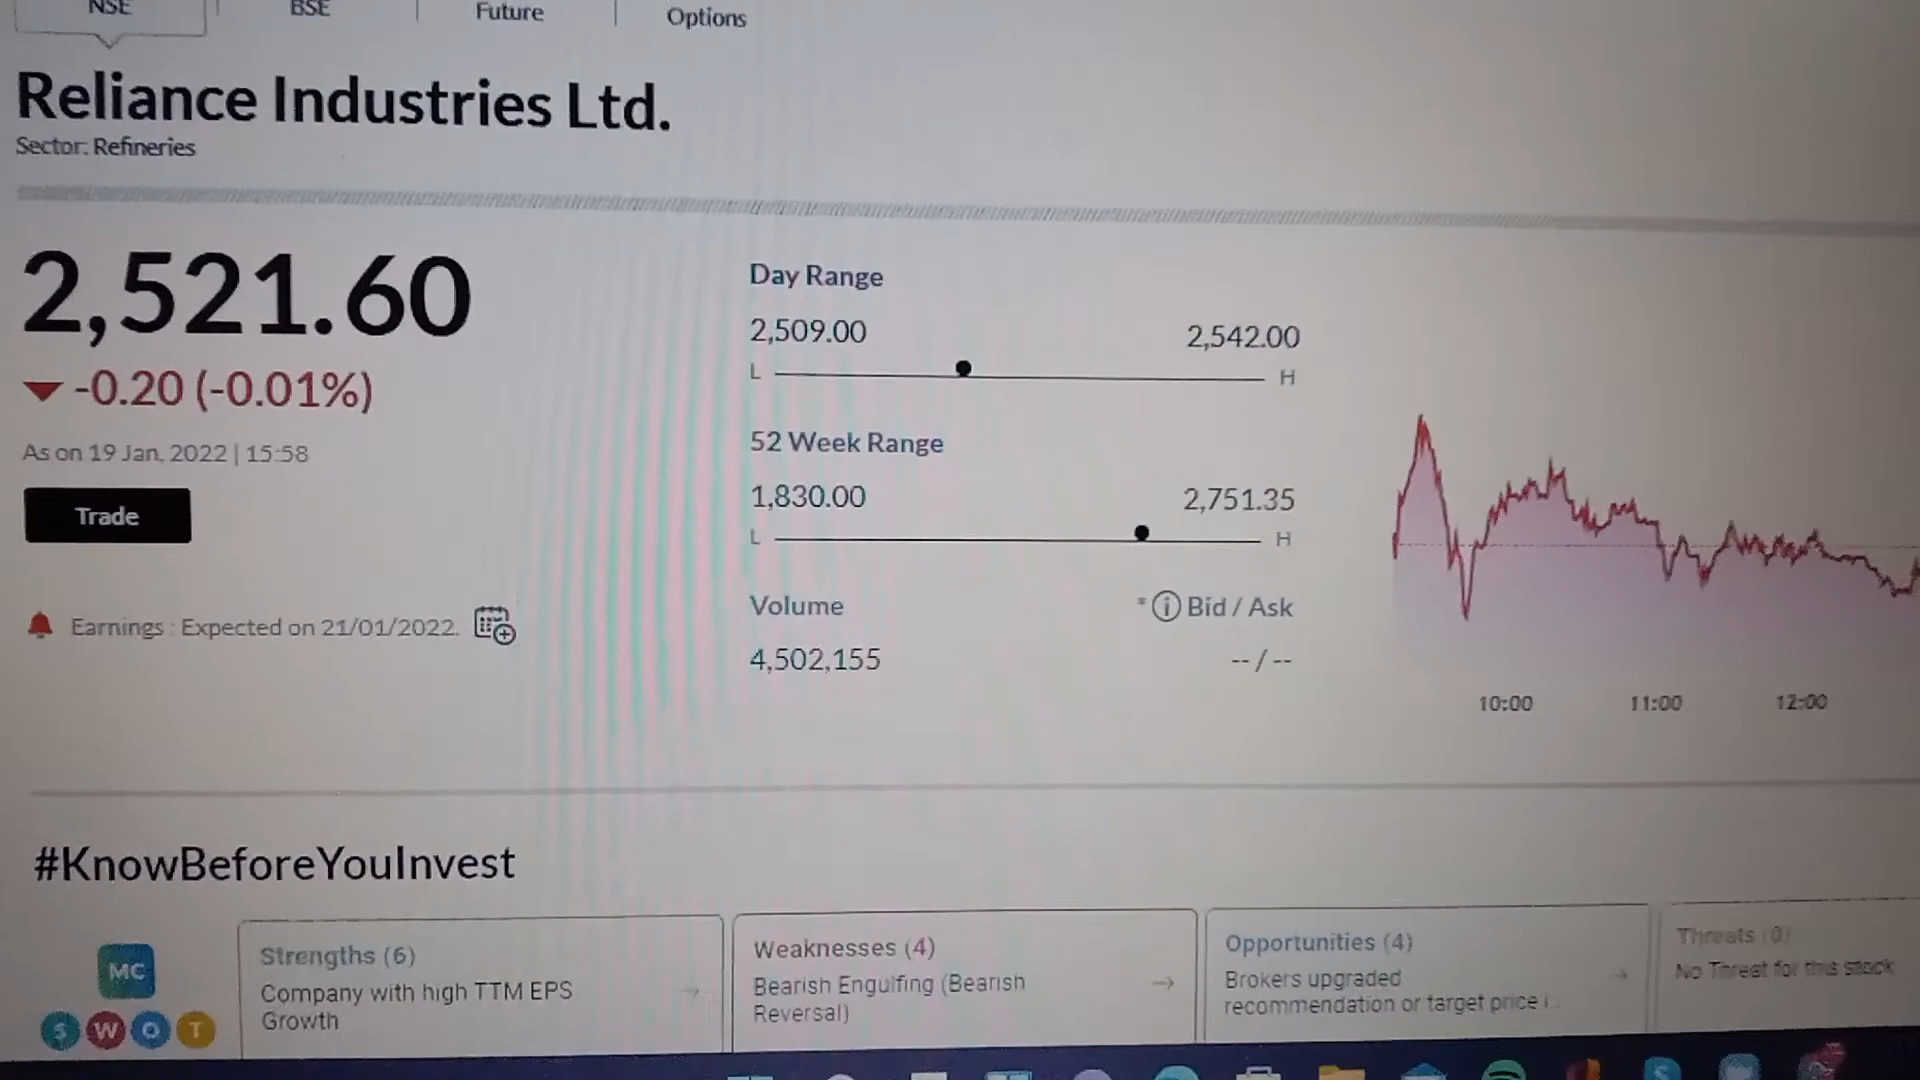 NSE
BSE
Future
Options
Reliance Industries Ltd.
Sector: Refineries
2,521.60
-0.20 (-0.01%)
As on 19 Jan, 2022 | 15:58
Trade
Earnings : Expected on 21/01/2022.
Day Range
2,509.00 2,542.00
L H
52 Week Range
1,830.00 2,751.35
L H
Volume * i Bid / Ask
4,502,155 -- / --
10:00 11:00 12:00
#KnowBeforeYouInvest
MC
S W O T
Strengths (6)
Company with high TTM EPS
Growth
Weaknesses (4)
Bearish Engulfing (Bearish
Reversal)
Opportunities (4)
Brokers upgraded
recommendation or target price i...
Threats (0)
No Threat for this stock